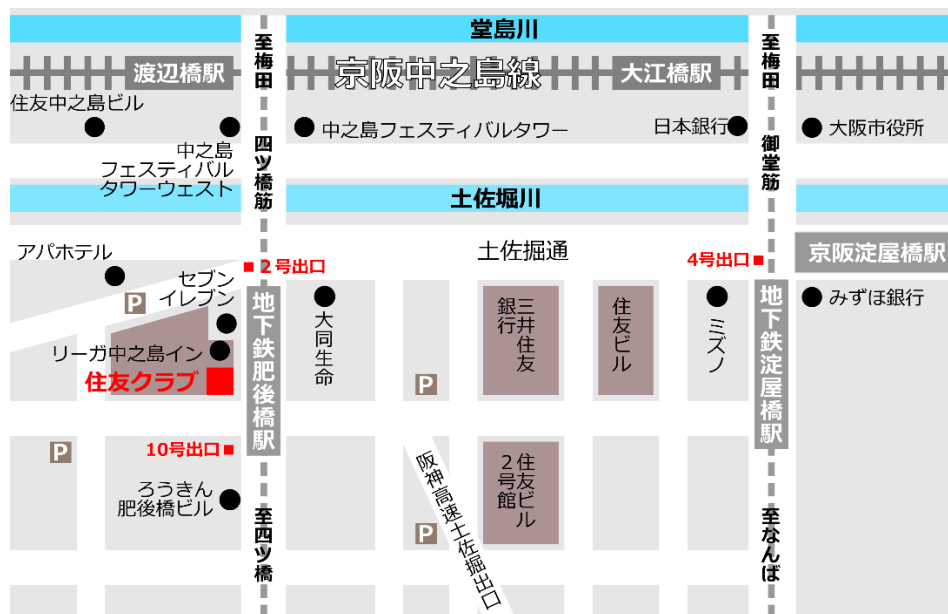 堂島川
至梅田
至梅田
渡辺橋駅
京阪中之島線
大江橋駅
住友中之島ビル
中之島
フェスティバル
タワーウェスト
四ツ橋筋
中之島フェスティバルタワー
日本銀行
御堂筋
大阪市役所
土佐堀川
アパホテル
土佐掘通
京阪淀屋橋駅
2号出口
4号出口
セブン
イレブン
P
地下鉄肥後橋駅
大同生命
三井住友
銀行
住友ビル
ミズノ
地下鉄淀屋橋駅
みずほ銀行
リーガ中之島イン
住友クラブ
P
P
10号出口
ろうきん
肥後橋ビル
至四ツ橋
阪神高速土佐掘出口
P
住友ビル
2号館
至なんば